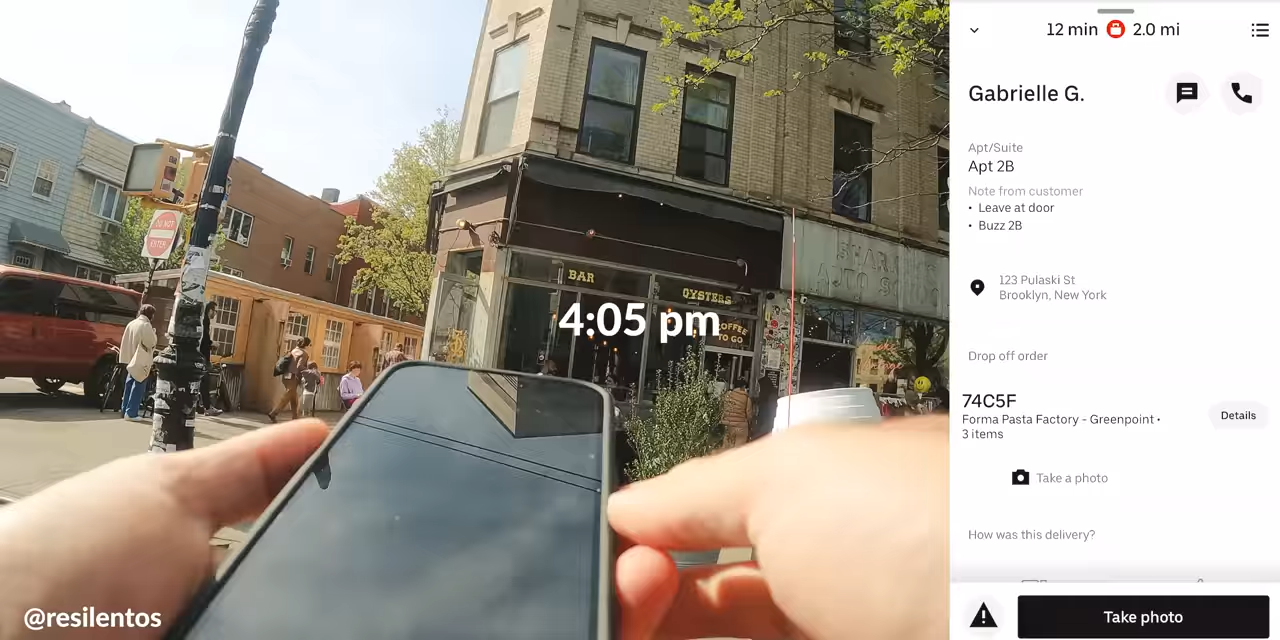 DO NOT
ENTER
BAR
OYSTERS
COFFEE
TO GO
4:05 pm
@resilentos
12 min 2.0 mi
Gabrielle G.
Apt/Suite
Apt 2B
Note from customer
• Leave at door
• Buzz 2B
123 Pulaski St
Brooklyn, New York
Drop off order
74C5F
Forma Pasta Factory - Greenpoint •
3 items
Details
Take a photo
How was this delivery?
Take photo